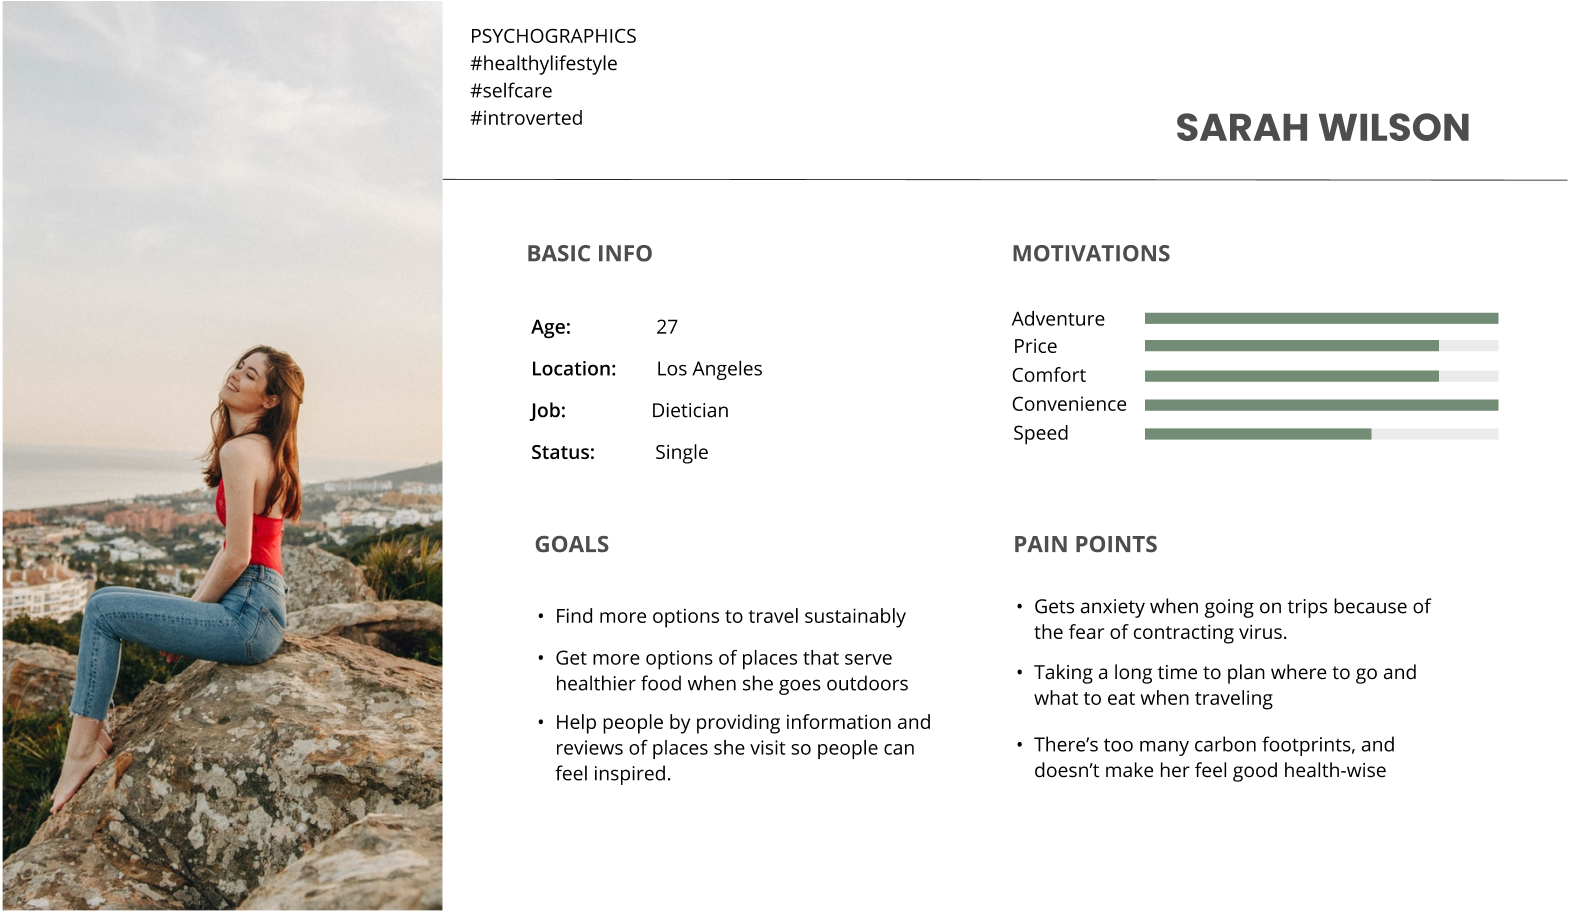 PSYCHOGRAPHICS
#healthylifestyle
#selfcare
#introverted
SARAH WILSON
BASIC INFO
Age: 27
Location: Los Angeles
Job: Dietician
Status: Single
MOTIVATIONS
Adventure
Price
Comfort
Convenience
Speed
GOALS
• Find more options to travel sustainably
• Get more options of places that serve
healthier food when she goes outdoors
• Help people by providing information and
reviews of places she visit so people can
feel inspired.
PAIN POINTS
• Gets anxiety when going on trips because of
the fear of contracting virus.
• Taking a long time to plan where to go and
what to eat when traveling
• There’s too many carbon footprints, and
doesn’t make her feel good health-wise